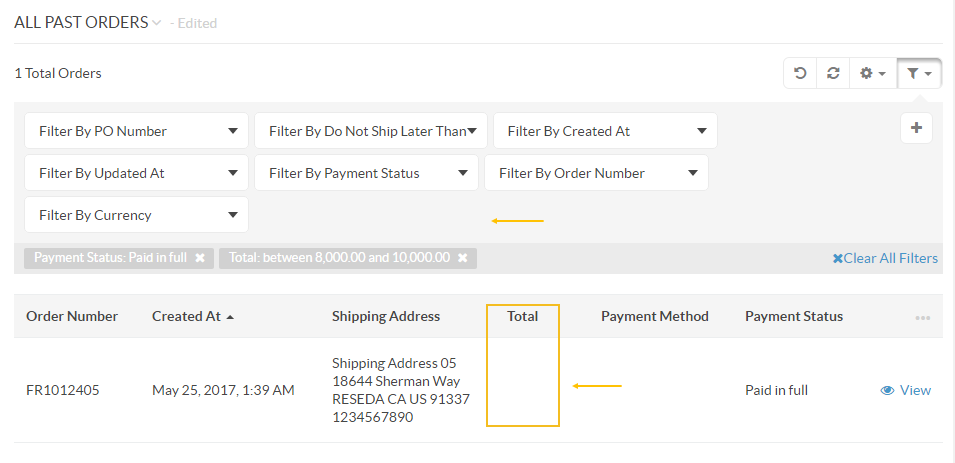 ALL PAST ORDERS - Edited
1 Total Orders
Filter By PO Number Filter By Do Not Ship Later Than Filter By Created At
Filter By Updated At Filter By Payment Status Filter By Order Number
Filter By Currency
Payment Status: Paid in full Total: between 8,000.00 and 10,000.00 Clear All Filters
Order Number Created At Shipping Address Total Payment Method Payment Status
Shipping Address 05
18644 Sherman Way
FR1012405 May 25, 2017, 1:39 AM RESEDA CA US 91337 Paid in full View
1234567890